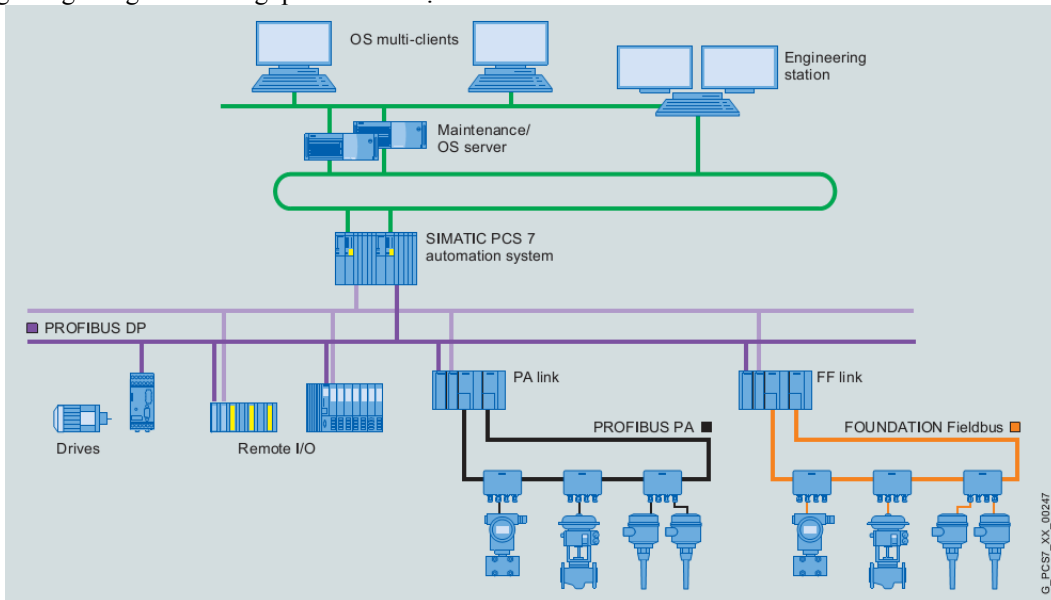 OS multi-clients
Engineering
station
Maintenance/
OS server
SIMATIC PCS 7
automation system
PROFIBUS DP
PA link
FF link
PROFIBUS PA
FOUNDATION Fieldbus
Drives
Remote I/O
G_PCS7_XX_00247